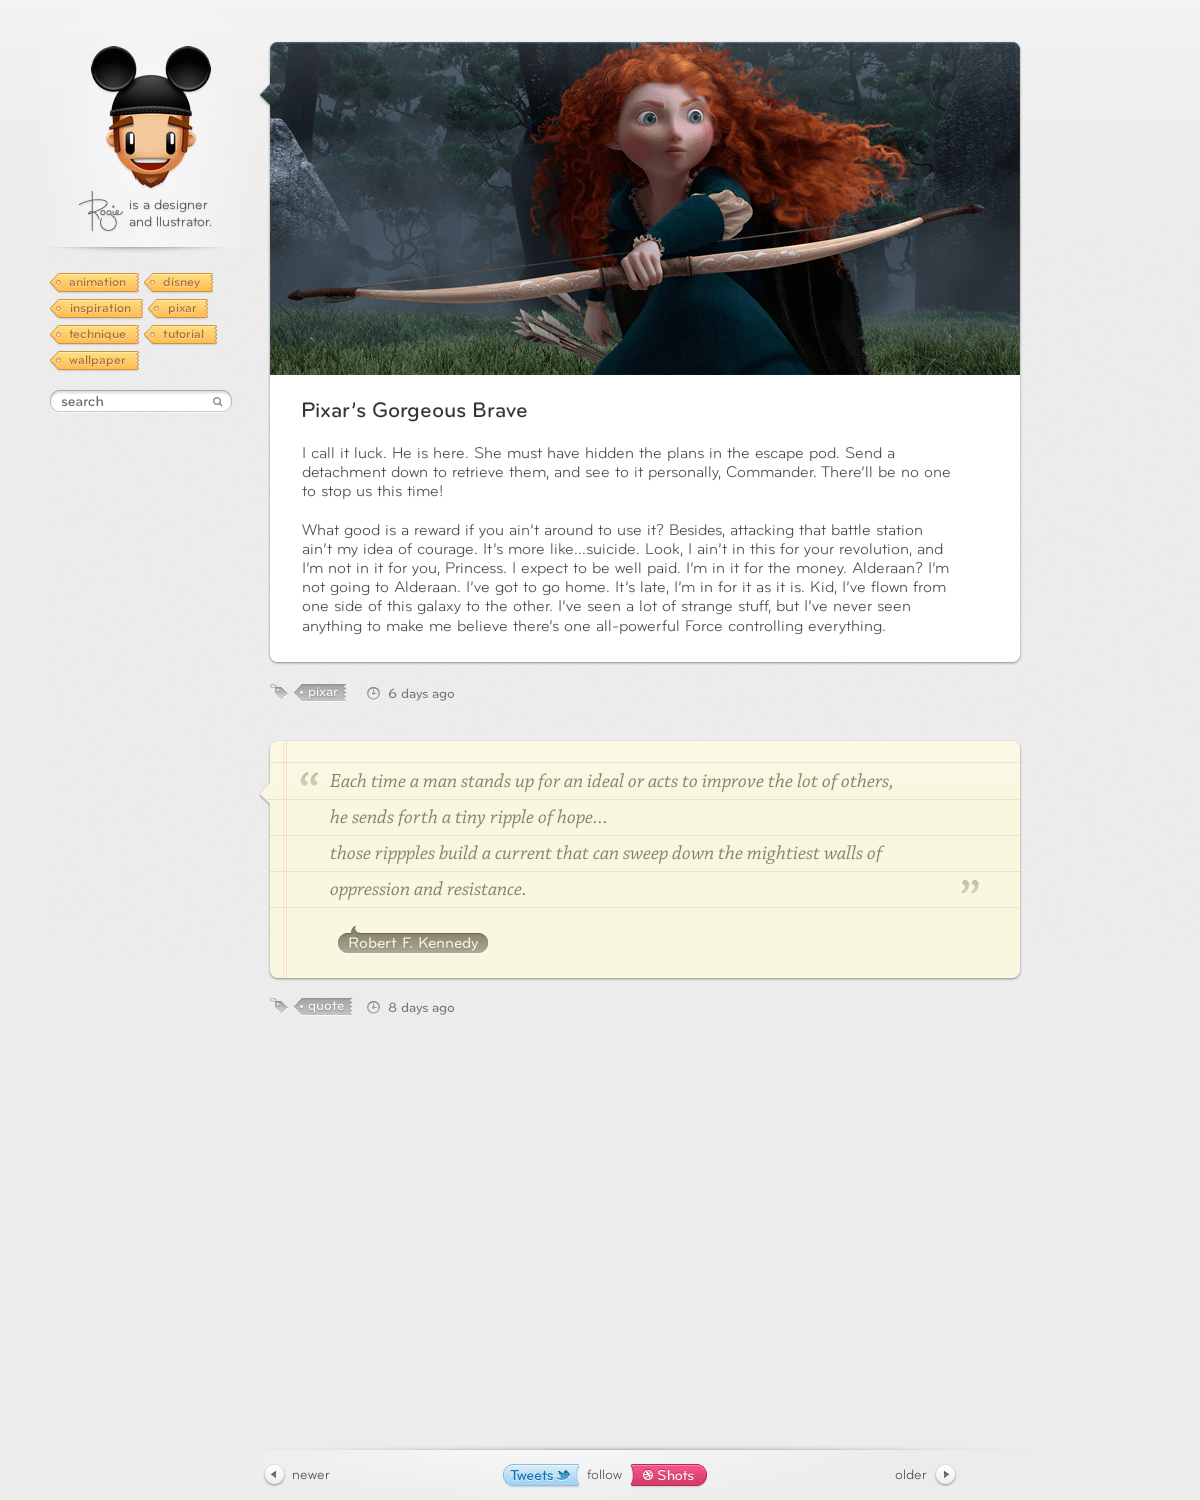 Rogie is a designer
and llustrator.
animation disney
inspiration pixar
technique tutorial
wallpaper
search
Pixar's Gorgeous Brave
I call it luck. He is here. She must have hidden the plans in the escape pod. Send a
detachment down to retrieve them, and see to it personally, Commander. There'll be no one
to stop us this time!
What good is a reward if you ain't around to use it? Besides, attacking that battle station
ain't my idea of courage. It's more like...suicide. Look, I ain't in this for your revolution, and
I'm not in it for you, Princess. I expect to be well paid. I'm in it for the money. Alderaan? I'm
not going to Alderaan. I've got to go home. It's late, I'm in for it as it is. Kid, I've flown from
one side of this galaxy to the other. I've seen a lot of strange stuff, but I've never seen
anything to make me believe there's one all-powerful Force controlling everything.
pixar 6 days ago
“ Each time a man stands up for an ideal or acts to improve the lot of others,
he sends forth a tiny ripple of hope...
those rippples build a current that can sweep down the mightiest walls of
oppression and resistance. ”
Robert F. Kennedy
quote 8 days ago
newer Tweets follow Shots older